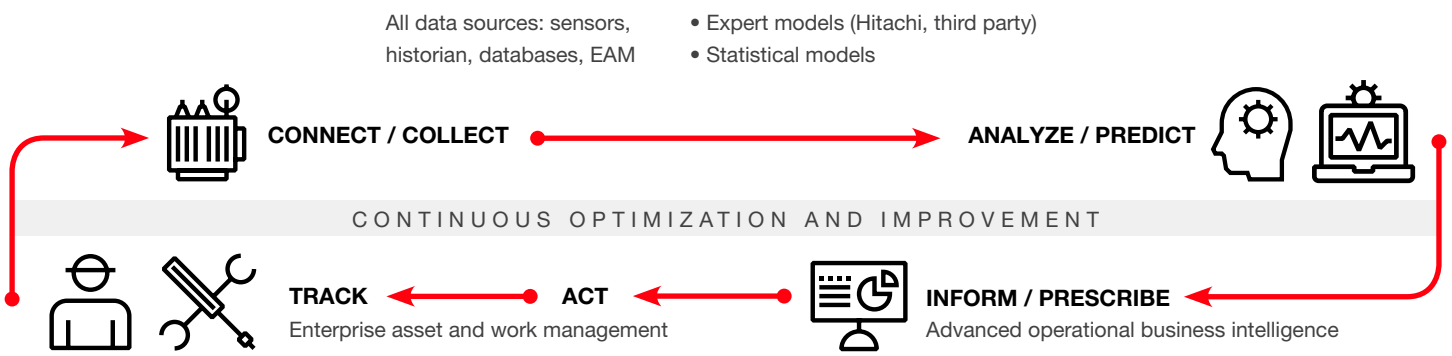 All data sources: sensors,
historian, databases, EAM
• Expert models (Hitachi, third party)
• Statistical models
CONNECT / COLLECT
ANALYZE / PREDICT
CONTINUOUS OPTIMIZATION AND IMPROVEMENT
TRACK
ACT
Enterprise asset and work management
INFORM / PRESCRIBE
Advanced operational business intelligence